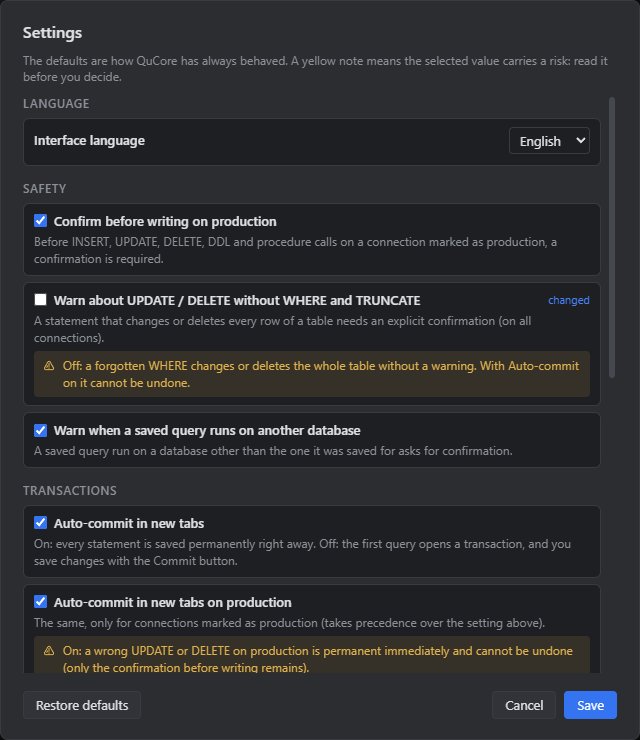 Settings
The defaults are how QuCore has always behaved. A yellow note means the selected value carries a risk: read it
before you decide.
LANGUAGE
Interface language
English
SAFETY
Confirm before writing on production
Before INSERT, UPDATE, DELETE, DDL and procedure calls on a connection marked as production, a
confirmation is required.
Warn about UPDATE / DELETE without WHERE and TRUNCATE
changed
A statement that changes or deletes every row of a table needs an explicit confirmation (on all
connections).
Off: a forgotten WHERE changes or deletes the whole table without a warning. With Auto-commit
on it cannot be undone.
Warn when a saved query runs on another database
A saved query run on a database other than the one it was saved for asks for confirmation.
TRANSACTIONS
Auto-commit in new tabs
On: every statement is saved permanently right away. Off: the first query opens a transaction, and you
save changes with the Commit button.
Auto-commit in new tabs on production
The same, only for connections marked as production (takes precedence over the setting above).
On: a wrong UPDATE or DELETE on production is permanent immediately and cannot be undone
(only the confirmation before writing remains).
Restore defaults
Cancel
Save